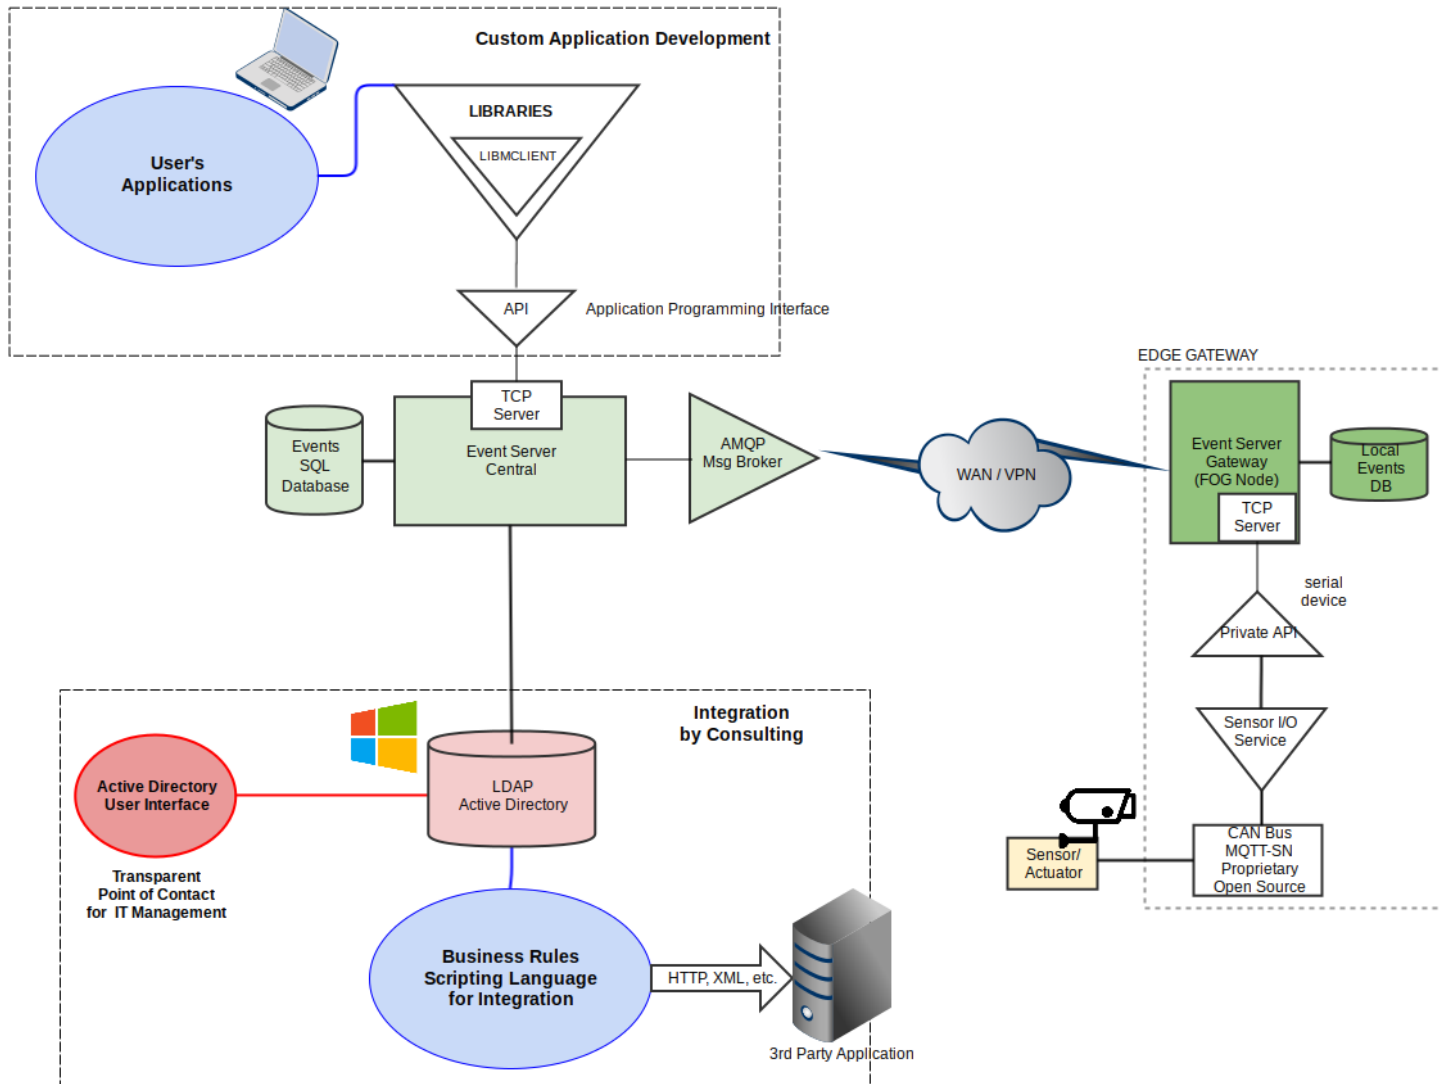 Custom Application Development
User's
Applications
LIBRARIES
LIBMCLIENT
API
Application Programming Interface
TCP
Server
Events
SQL
Database
Event Server
Central
AMQP
Msg Broker
WAN / VPN
EDGE GATEWAY
Event Server
Gateway
(FOG Node)
TCP
Server
Local
Events
DB
serial
device
Private API
Sensor I/O
Service
CAN Bus
MQTT-SN
Proprietary
Open Source
Sensor/
Actuator
Integration
by Consulting
Active Directory
User Interface
LDAP
Active Directory
Transparent
Point of Contact
for IT Management
Business Rules
Scripting Language
for Integration
HTTP, XML, etc.
3rd Party Application